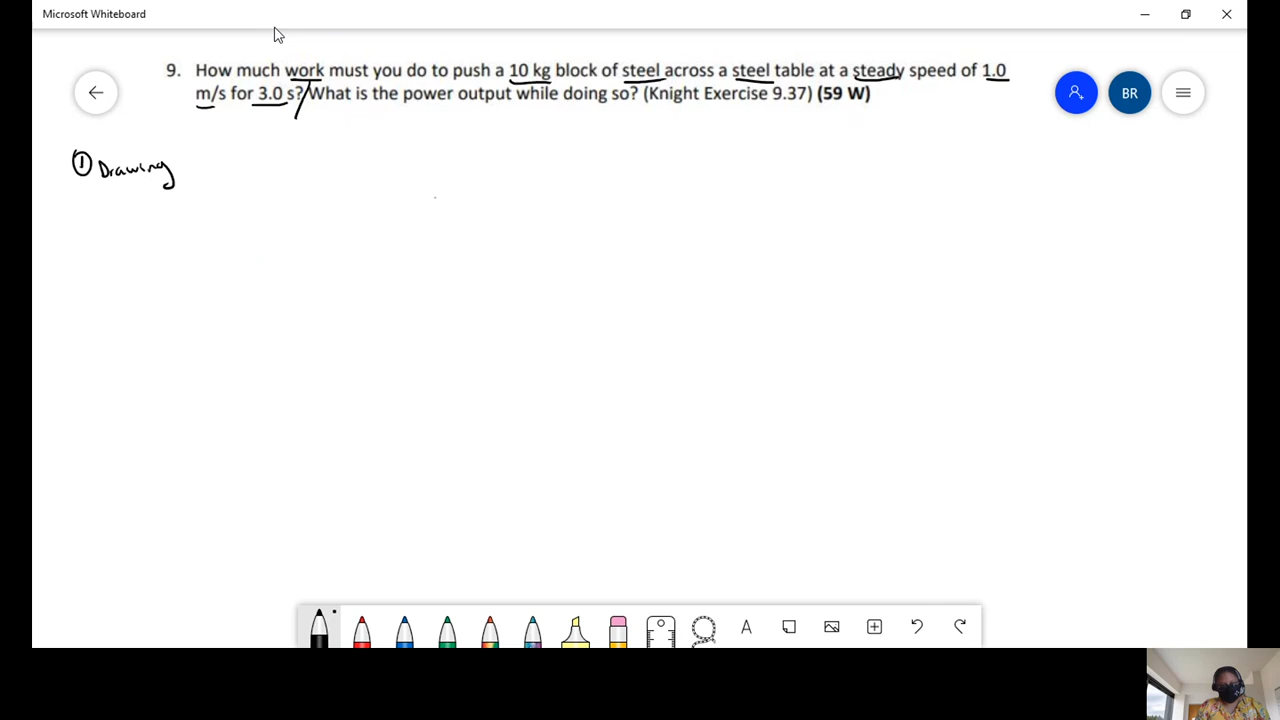 Microsoft Whiteboard
9. How much work must you do to push a 10 kg block of steel across a steel table at a steady speed of 1.0
m/s for 3.0 s? What is the power output while doing so? (Knight Exercise 9.37) (59 W)
BR
① Drawing
A